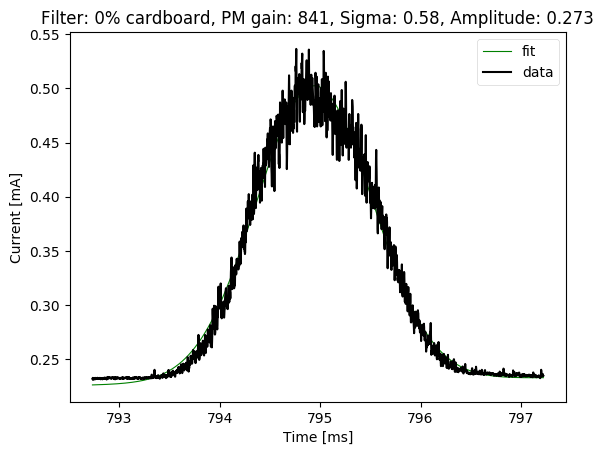 Filter: 0% cardboard, PM gain: 841, Sigma: 0.58, Amplitude: 0.273
0.55
fit
data
0.50
0.45
0.40
Current [mA]
0.35
0.30
0.25
793
794
795
796
797
Time [ms]